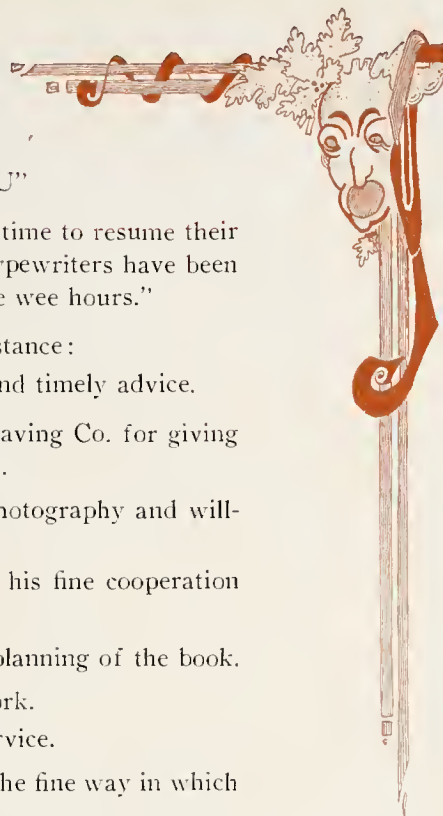 U”
time to resume their
ypewriters have been
e wee hours.”
stance:
nd timely advice.
aving Co. for giving
.
hotography and will-
his fine cooperation
planning of the book.
ork.
rvice.
he fine way in which